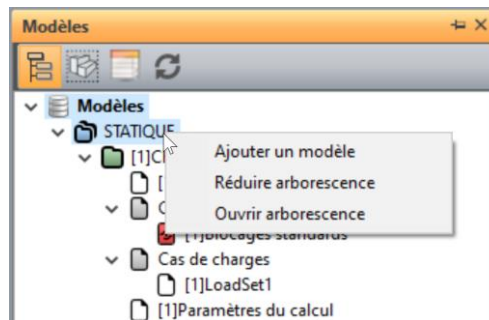 Modèles
Modèles
STATIQUE
Ajouter un modèle
Réduire arborescence
Ouvrir arborescence
[1]Blocages standards
Cas de charges
[1]LoadSet1
[1]Paramètres du calcul